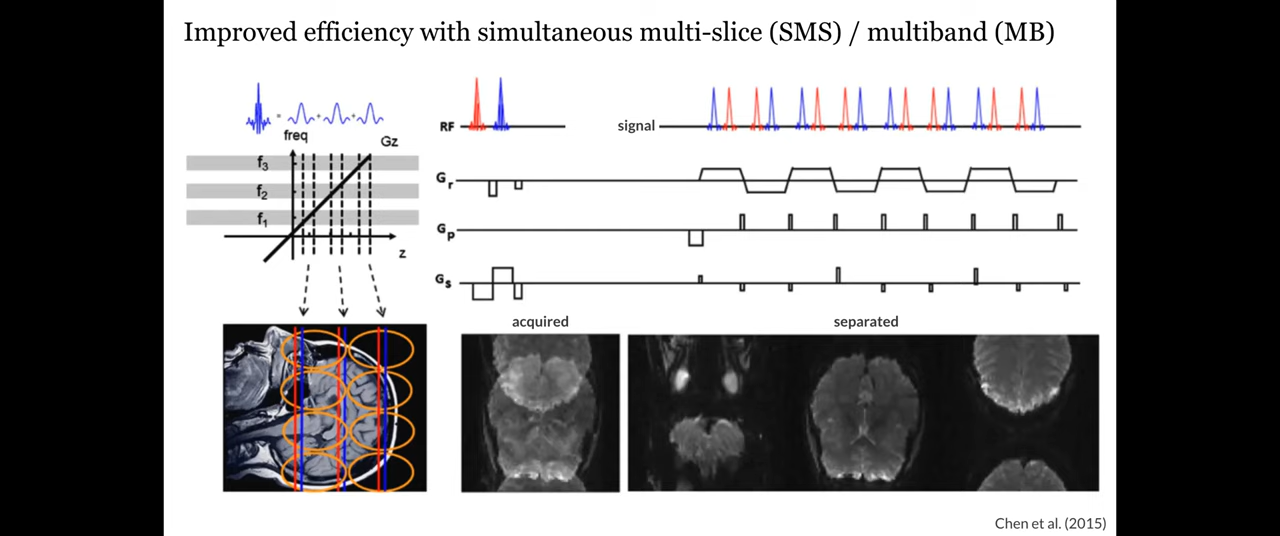 Improved efficiency with simultaneous multi-slice (SMS) / multiband (MB)
= + +
freq
Gz
f3
f2
f1
z
RF
signal
Gr
Gp
Gs
acquired
separated
Chen et al. (2015)